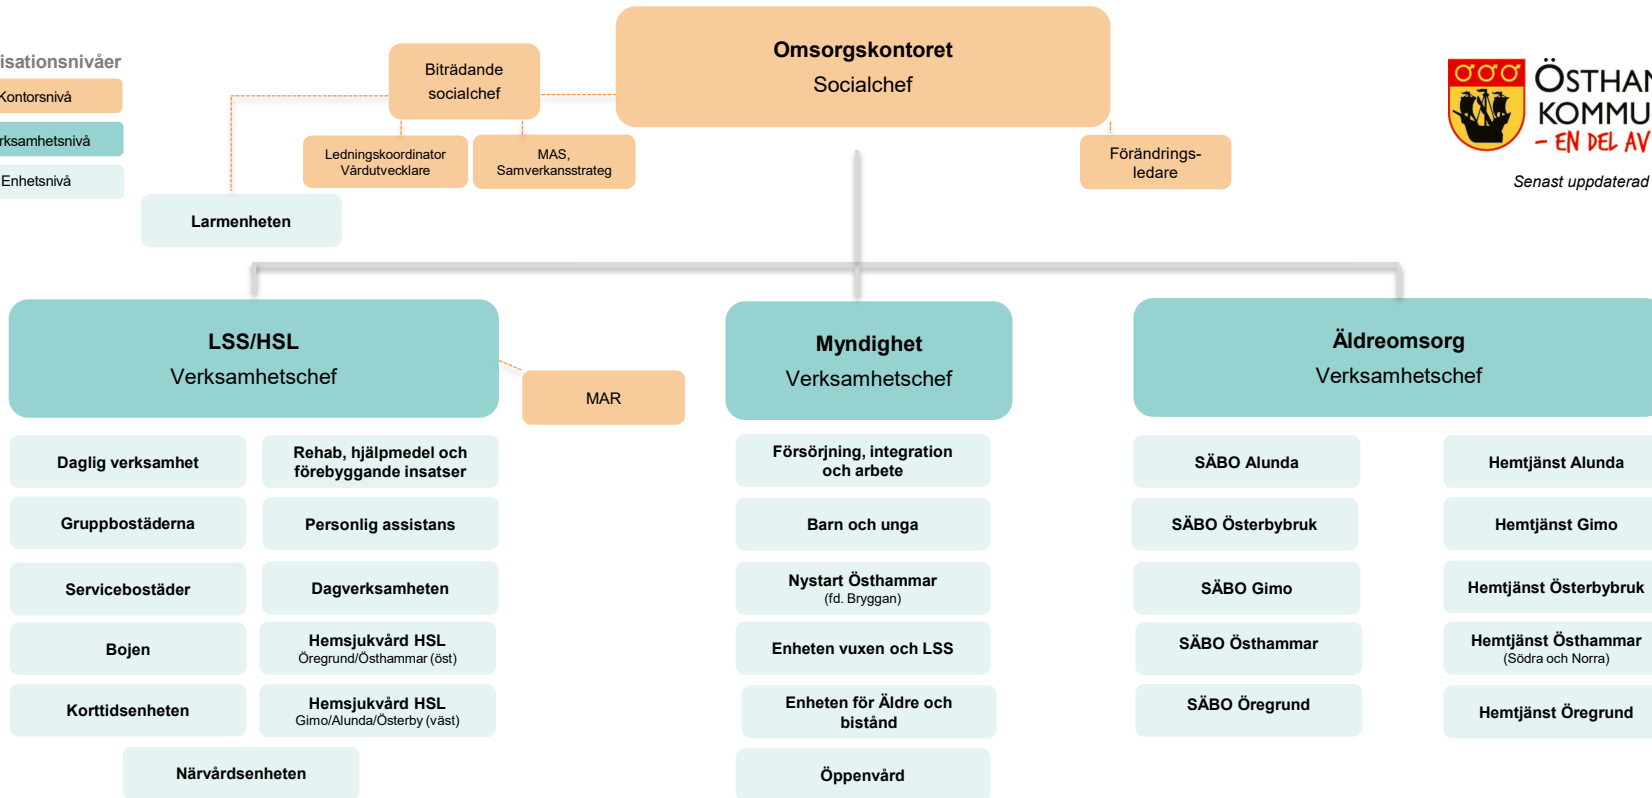 isationsnivåer
Kontorsnivå
rksamhetsnivå
Enhetsnivå
Biträdande
socialchef
Omsorgskontoret
Socialchef
ÖSTHAN
KOMMU
– EN DEL AV
Senast uppdaterad
Ledningskoordinator
Vårdutvecklare
MAS,
Samverkansstrateg
Förändrings-
ledare
Larmenheten
LSS/HSL
Verksamhetschef
MAR
Myndighet
Verksamhetschef
Äldreomsorg
Verksamhetschef
Daglig verksamhet
Rehab, hjälpmedel och
förebyggande insatser
Gruppbostäderna
Personlig assistans
Servicebostäder
Dagverksamheten
Bojen
Hemsjukvård HSL
Öregrund/Östhammar (öst)
Korttidsenheten
Hemsjukvård HSL
Gimo/Alunda/Österby (väst)
Närvårdsenheten
Försörjning, integration
och arbete
Barn och unga
Nystart Östhammar
(fd. Bryggan)
Enheten vuxen och LSS
Enheten för Äldre och
bistånd
Öppenvård
SÄBO Alunda
Hemtjänst Alunda
SÄBO Österbybruk
Hemtjänst Gimo
SÄBO Gimo
Hemtjänst Österbybruk
SÄBO Östhammar
Hemtjänst Östhammar
(Södra och Norra)
SÄBO Öregrund
Hemtjänst Öregrund